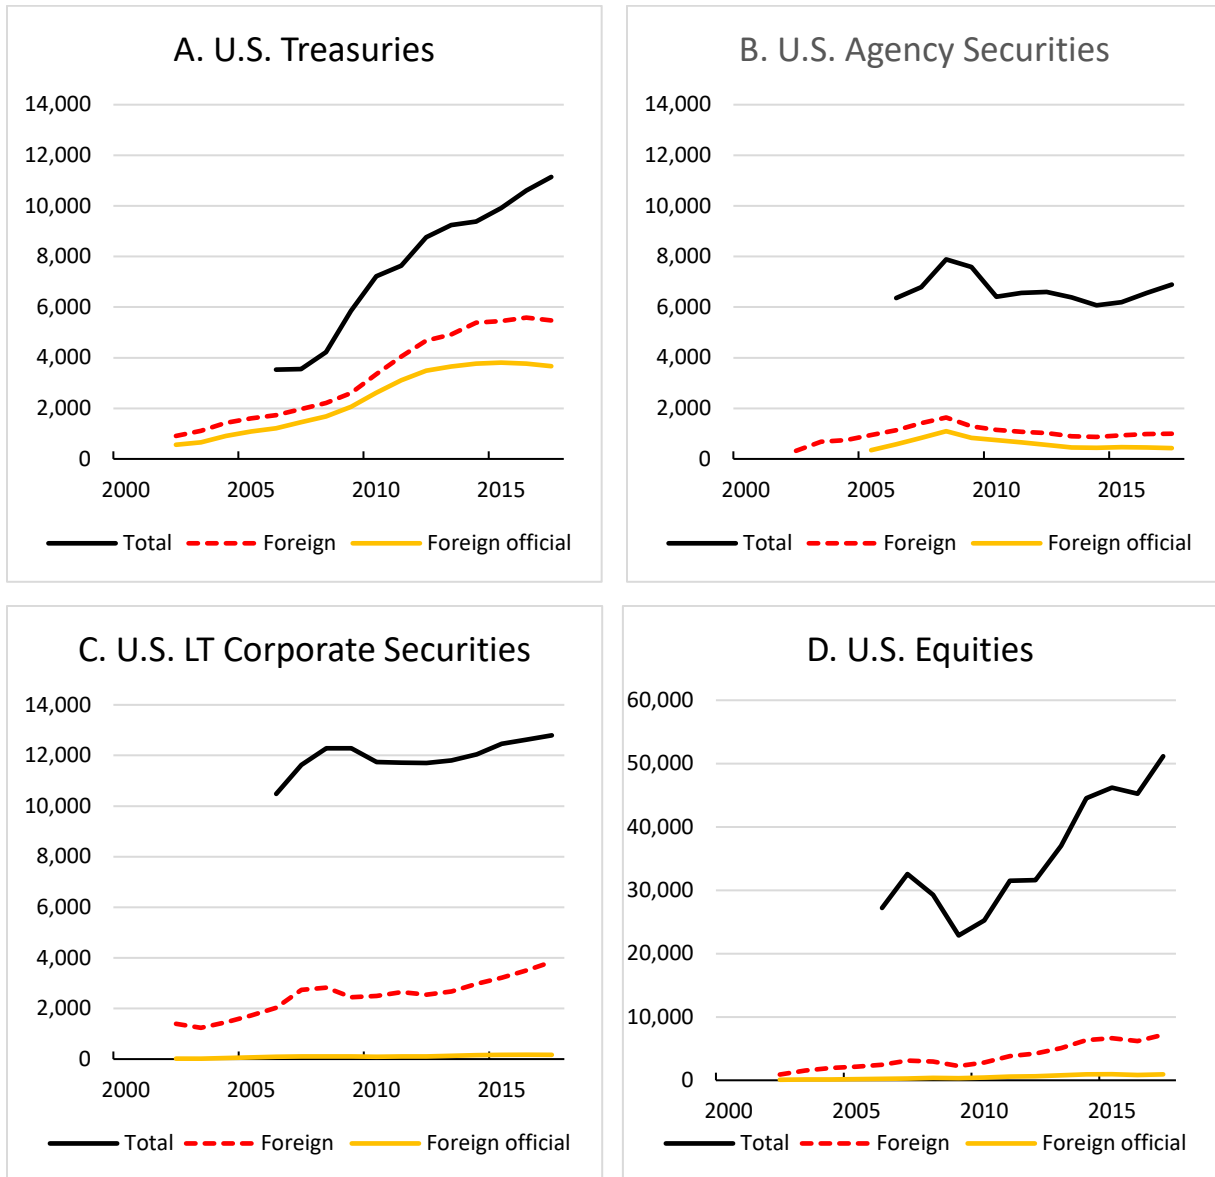 A. U.S. Treasuries
14,000
12,000
10,000
8,000
6,000
4,000
2,000
0
2000 2005 2010 2015
Total Foreign Foreign official
B. U.S. Agency Securities
14,000
12,000
10,000
8,000
6,000
4,000
2,000
0
2000 2005 2010 2015
Total Foreign Foreign official
C. U.S. LT Corporate Securities
14,000
12,000
10,000
8,000
6,000
4,000
2,000
0
2000 2005 2010 2015
Total Foreign Foreign official
D. U.S. Equities
60,000
50,000
40,000
30,000
20,000
10,000
0
2000 2005 2010 2015
Total Foreign Foreign official